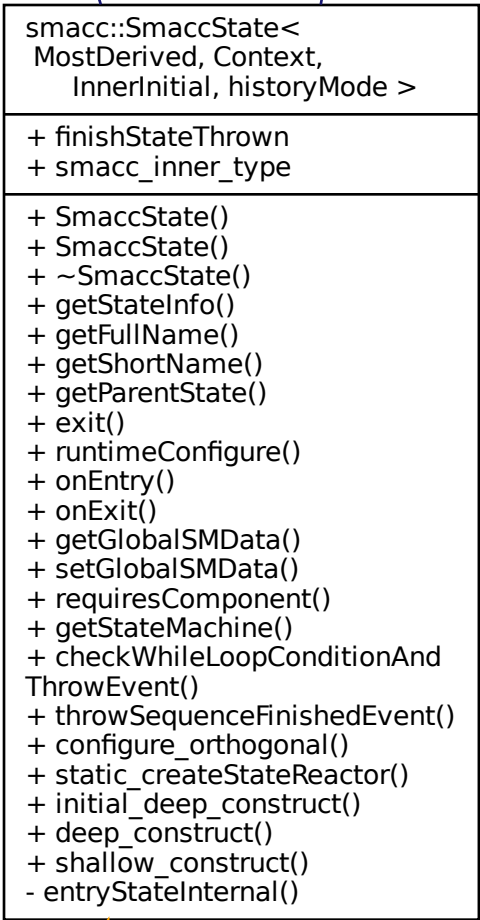 smacc::SmaccState<
MostDerived, Context,
InnerInitial, historyMode >
+ finishStateThrown
+ smacc_inner_type
+ SmaccState()
+ SmaccState()
+ ~SmaccState()
+ getStateInfo()
+ getFullName()
+ getShortName()
+ getParentState()
+ exit()
+ runtimeConfigure()
+ onEntry()
+ onExit()
+ getGlobalSMData()
+ setGlobalSMData()
+ requiresComponent()
+ getStateMachine()
+ checkWhileLoopConditionAnd
ThrowEvent()
+ throwSequenceFinishedEvent()
+ configure_orthogonal()
+ static_createStateReactor()
+ initial_deep_construct()
+ deep_construct()
+ shallow_construct()
- entryStateInternal()